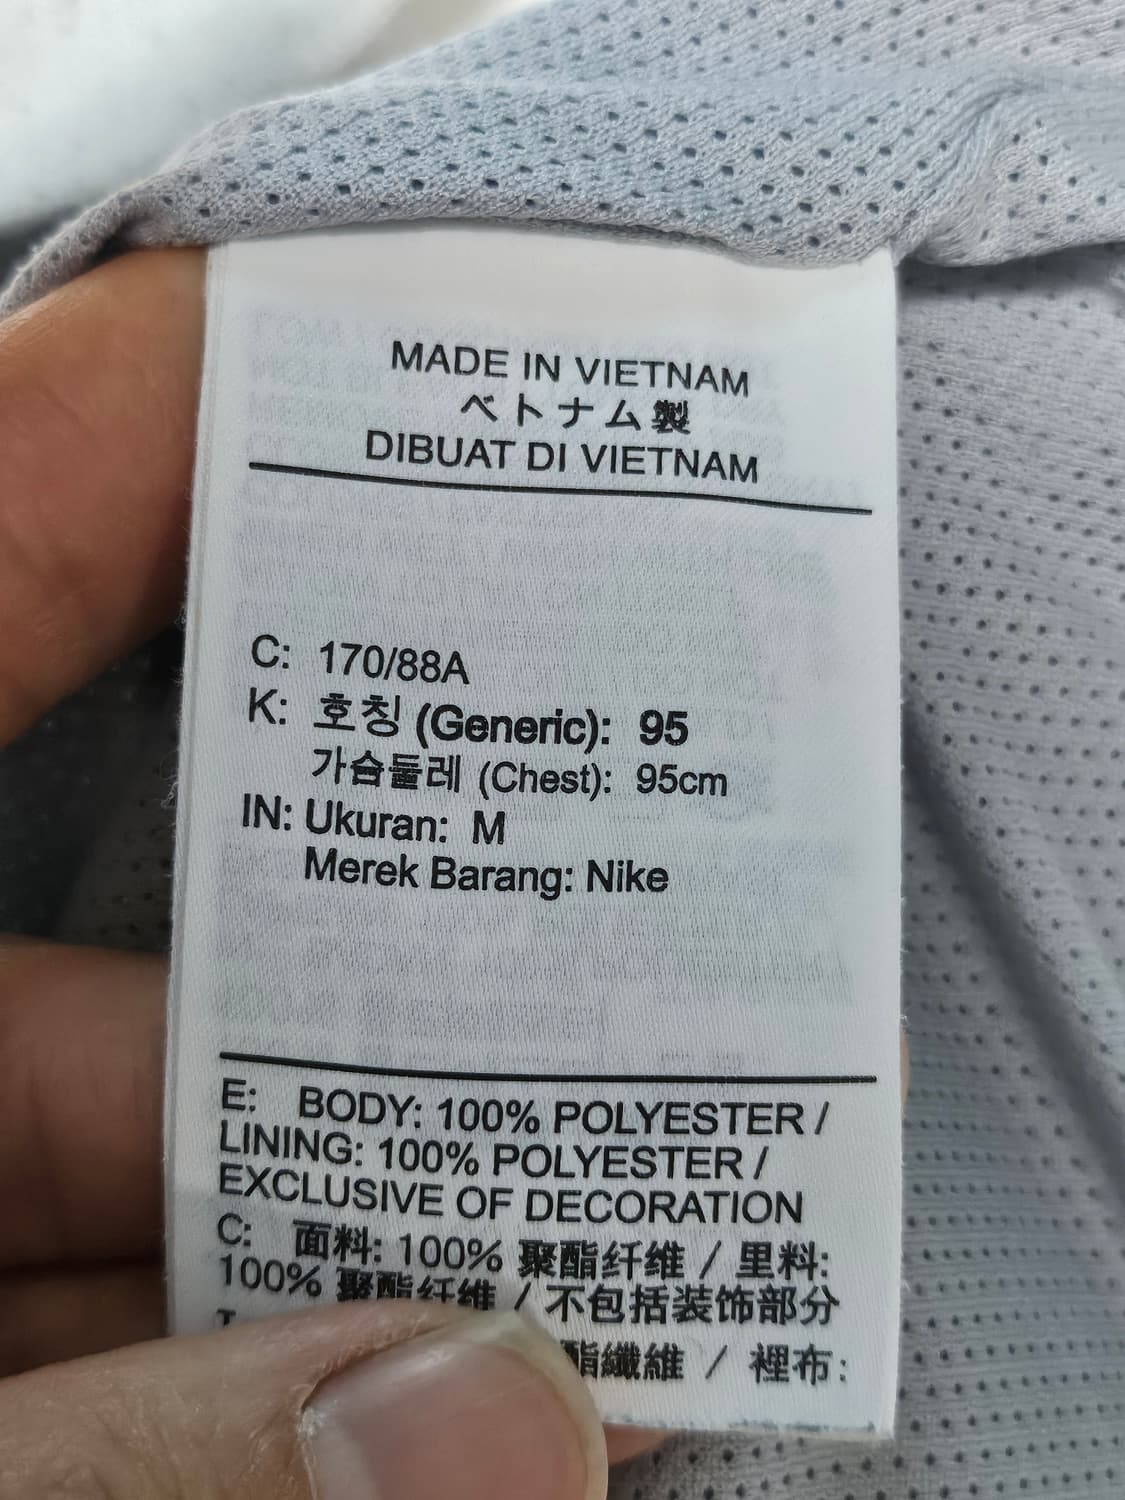 MADE IN VIETNAM
ベトナム製
DIBUAT DI VIETNAM
C: 170/88A
K: 호칭 (Generic): 95
가슴둘레 (Chest): 95cm
IN: Ukuran: M
Merek Barang: Nike
E: BODY: 100% POLYESTER /
LINING: 100% POLYESTER /
EXCLUSIVE OF DECORATION
C: 面料: 100% 聚酯纤维 / 里料:
100% 聚酯纤维 / 不包括装饰部分
酯纖維 / 裡布: